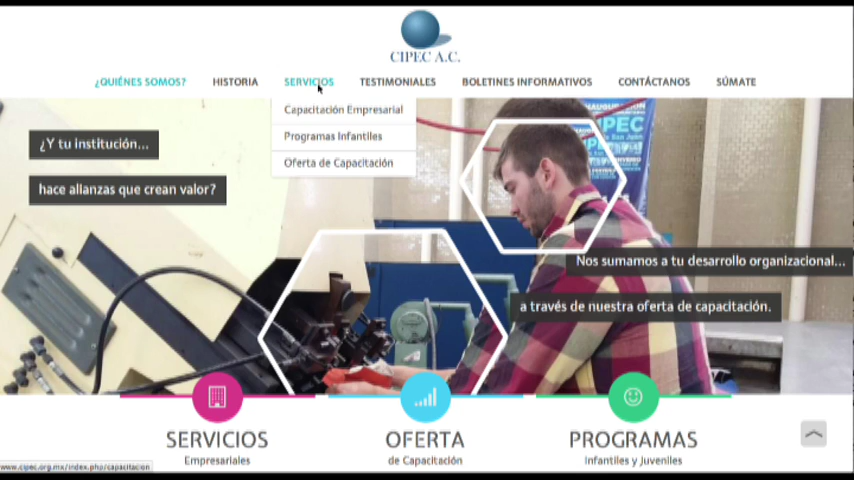 CIPEC A.C.
¿QUIÉNES SOMOS? HISTORIA SERVICIOS TESTIMONIALES BOLETINES INFORMATIVOS CONTÁCTANOS SÚMATE
Capacitación Empresarial
Programas Infantiles
Oferta de Capacitación
¿Y tu institución...
hace alianzas que crean valor?
CIPEC
Nos sumamos a tu desarrollo organizacional...
a través de nuestra oferta de capacitación.
SERVICIOS
Empresariales
OFERTA
de Capacitación
PROGRAMAS
Infantiles y Juveniles
www.cipec.org.mx/index.php/capacitacion